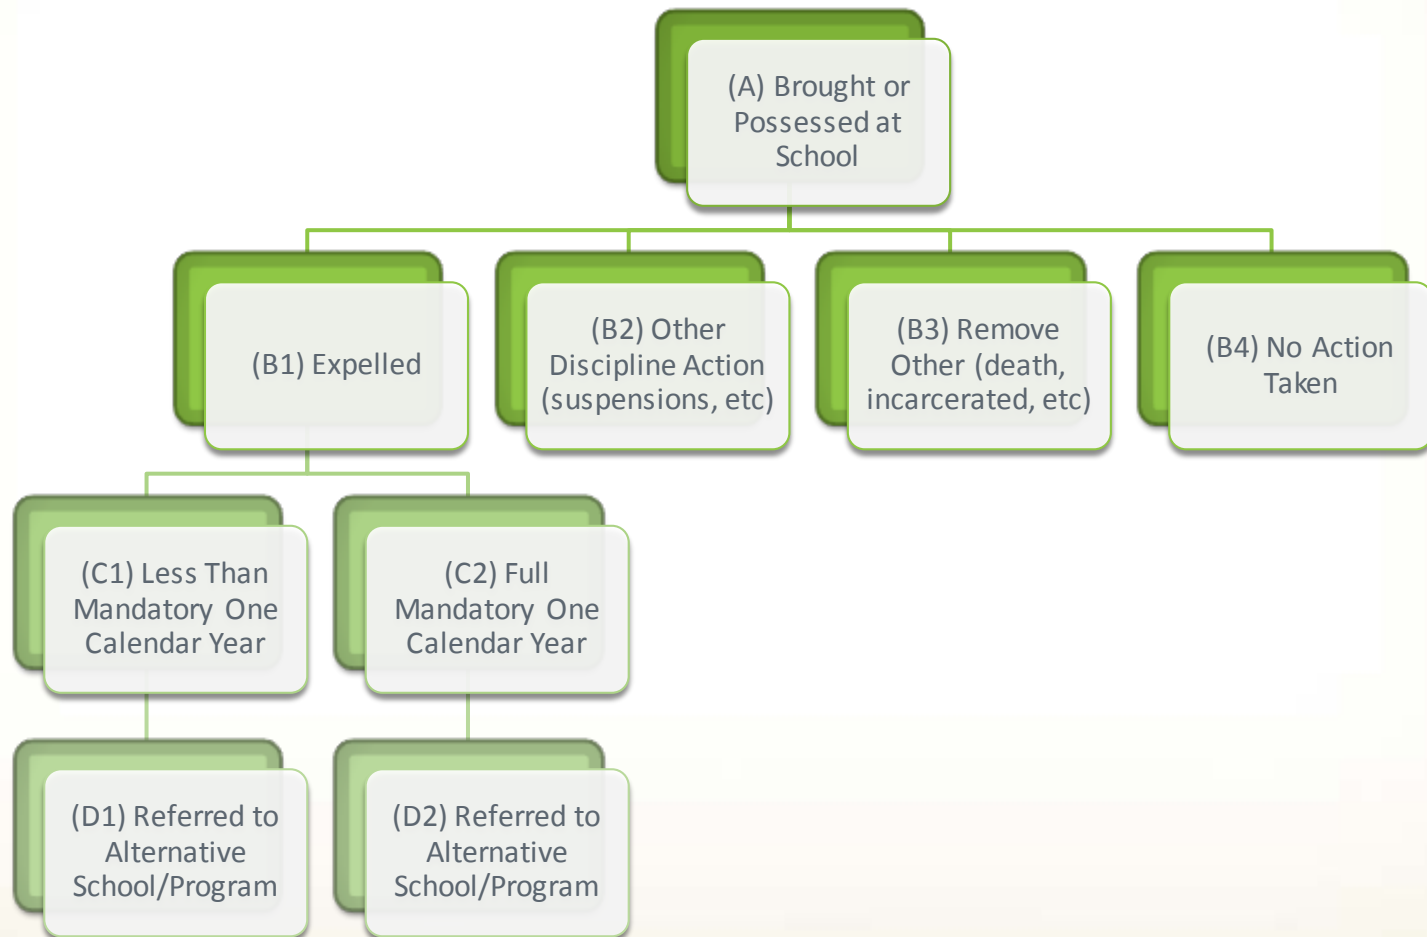 (A) Brought or
Possessed at
School
(B1) Expelled
(B2) Other
Discipline Action
(suspensions, etc)
(B3) Remove
Other (death,
incarcerated, etc)
(B4) No Action
Taken
(C1) Less Than
Mandatory One
Calendar Year
(C2) Full
Mandatory One
Calendar Year
(D1) Referred to
Alternative
School/Program
(D2) Referred to
Alternative
School/Program